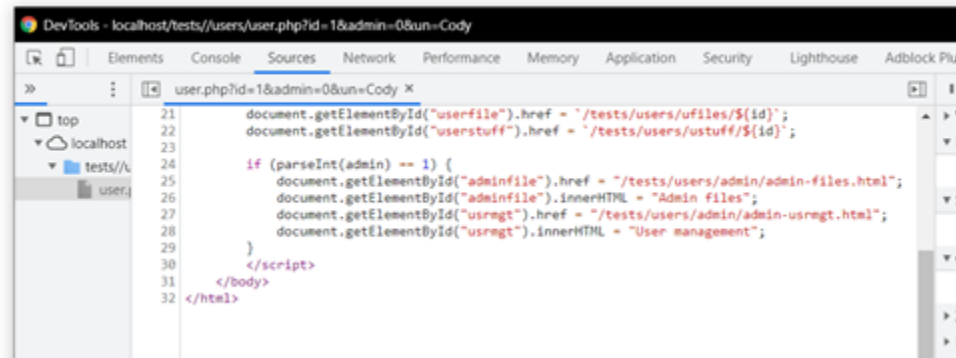 DevTools - localhost/tests//users/user.php?id=1&admin=0&un=Cody
Elements Console Sources Network Performance Memory Application Security Lighthouse Adblock Plu
» user.php?id=1&admin=0&un=Cody ×
top
localhost
tests//u
user.p
21 document.getElementById("userfile").href = `/tests/users/ufiles/${id}`;
22 document.getElementById("userstuff").href = `/tests/users/ustuff/${id}`;
23
24 if (parseInt(admin) == 1) {
25 document.getElementById("adminfile").href = "/tests/users/admin/admin-files.html";
26 document.getElementById("adminfile").innerHTML = "Admin files";
27 document.getElementById("usrmgt").href = "/tests/users/admin/admin-usrmgt.html";
28 document.getElementById("usrmgt").innerHTML = "User management";
29 }
30 </script>
31 </body>
32 </html>